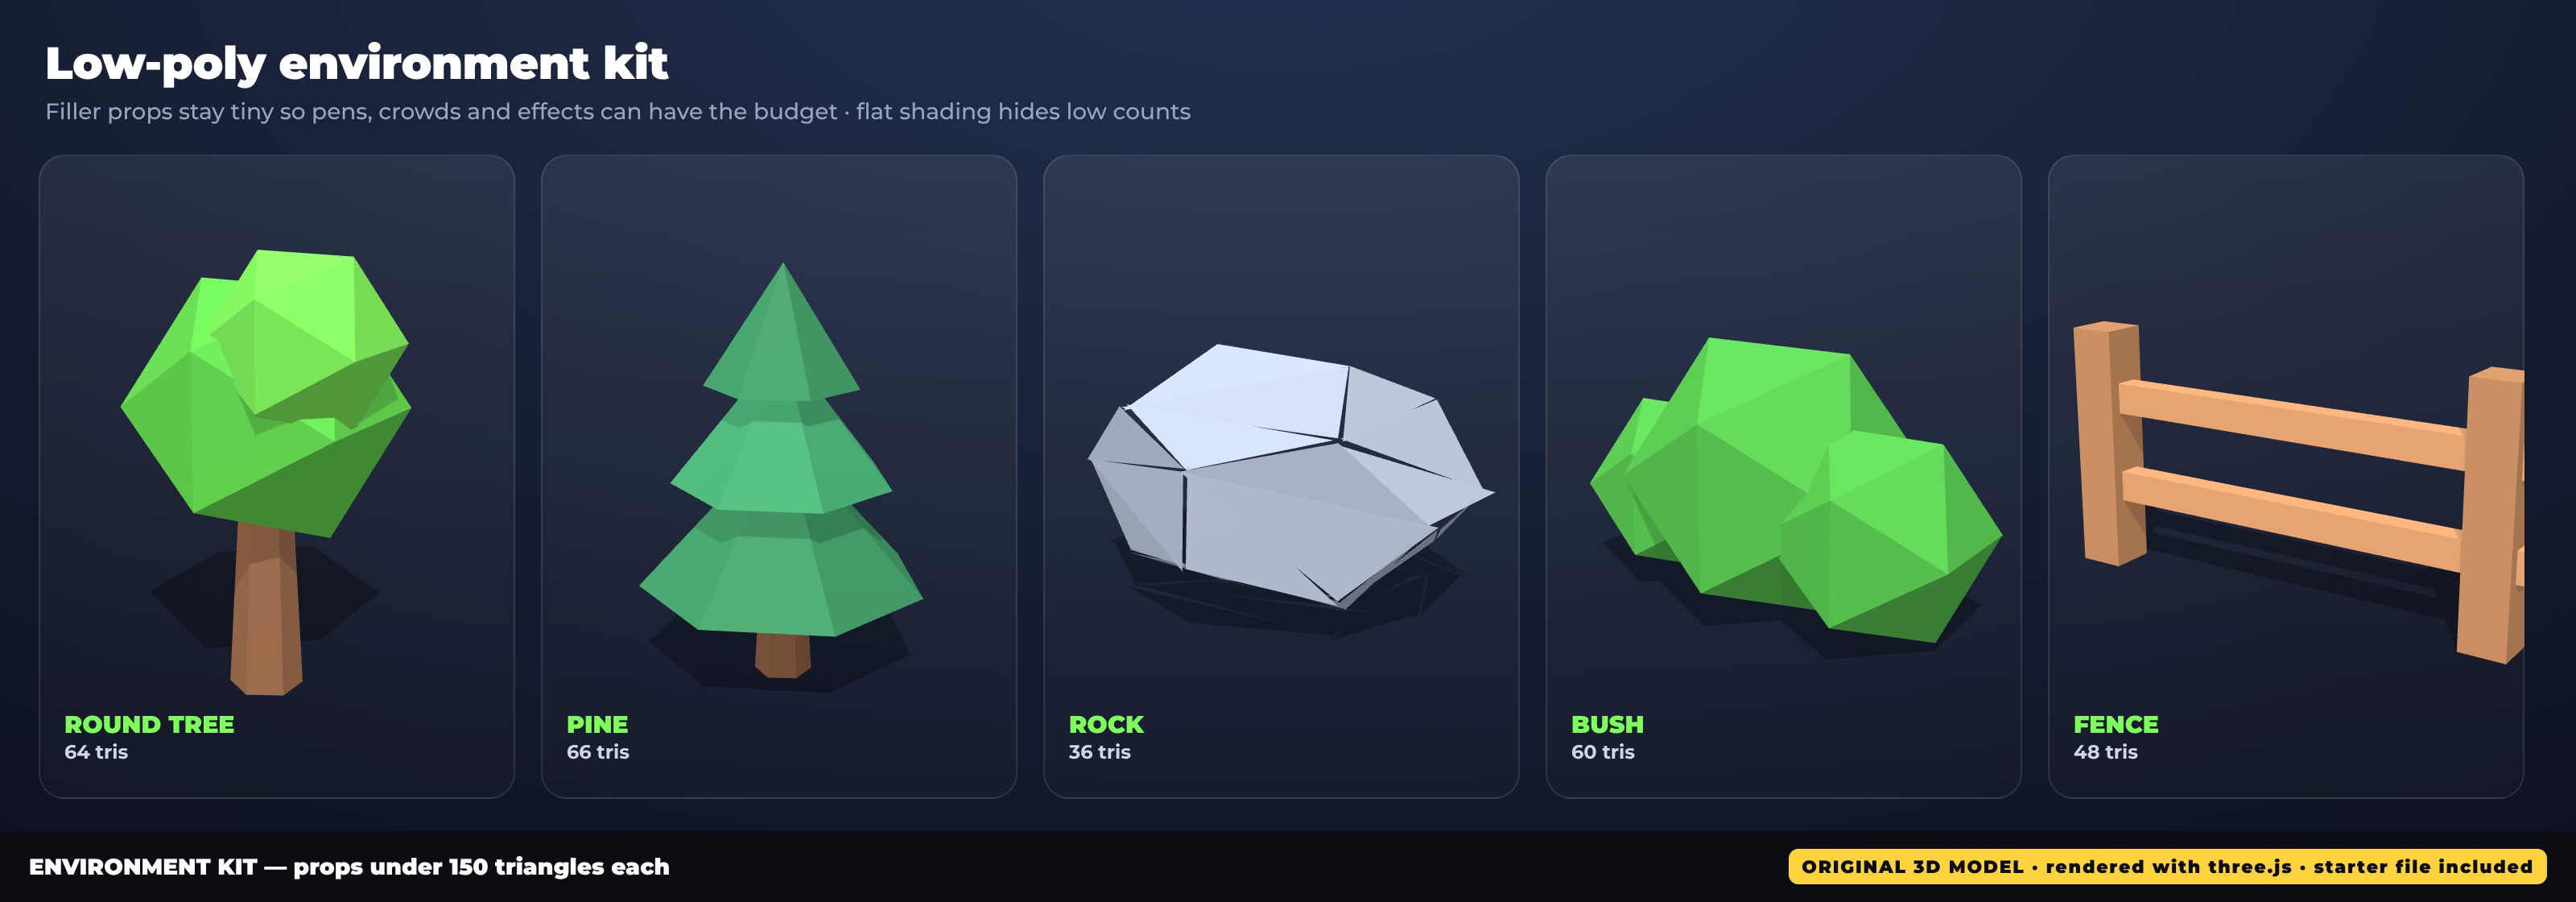 Low-poly environment kit
Filler props stay tiny so pens, crowds and effects can have the budget · flat shading hides low counts
ROUND TREE
64 tris
PINE
66 tris
ROCK
36 tris
BUSH
60 tris
FENCE
48 tris
ENVIRONMENT KIT — props under 150 triangles each
ORIGINAL 3D MODEL · rendered with three.js · starter file included